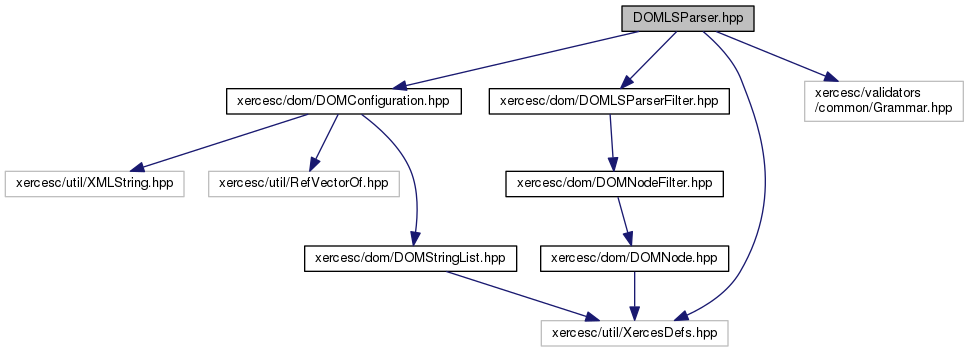 DOMLSParser.hpp
xercesc/dom/DOMConfiguration.hpp
xercesc/dom/DOMLSParserFilter.hpp
xercesc/validators
/common/Grammar.hpp
xercesc/util/XMLString.hpp
xercesc/util/RefVectorOf.hpp
xercesc/dom/DOMNodeFilter.hpp
xercesc/dom/DOMStringList.hpp
xercesc/dom/DOMNode.hpp
xercesc/util/XercesDefs.hpp